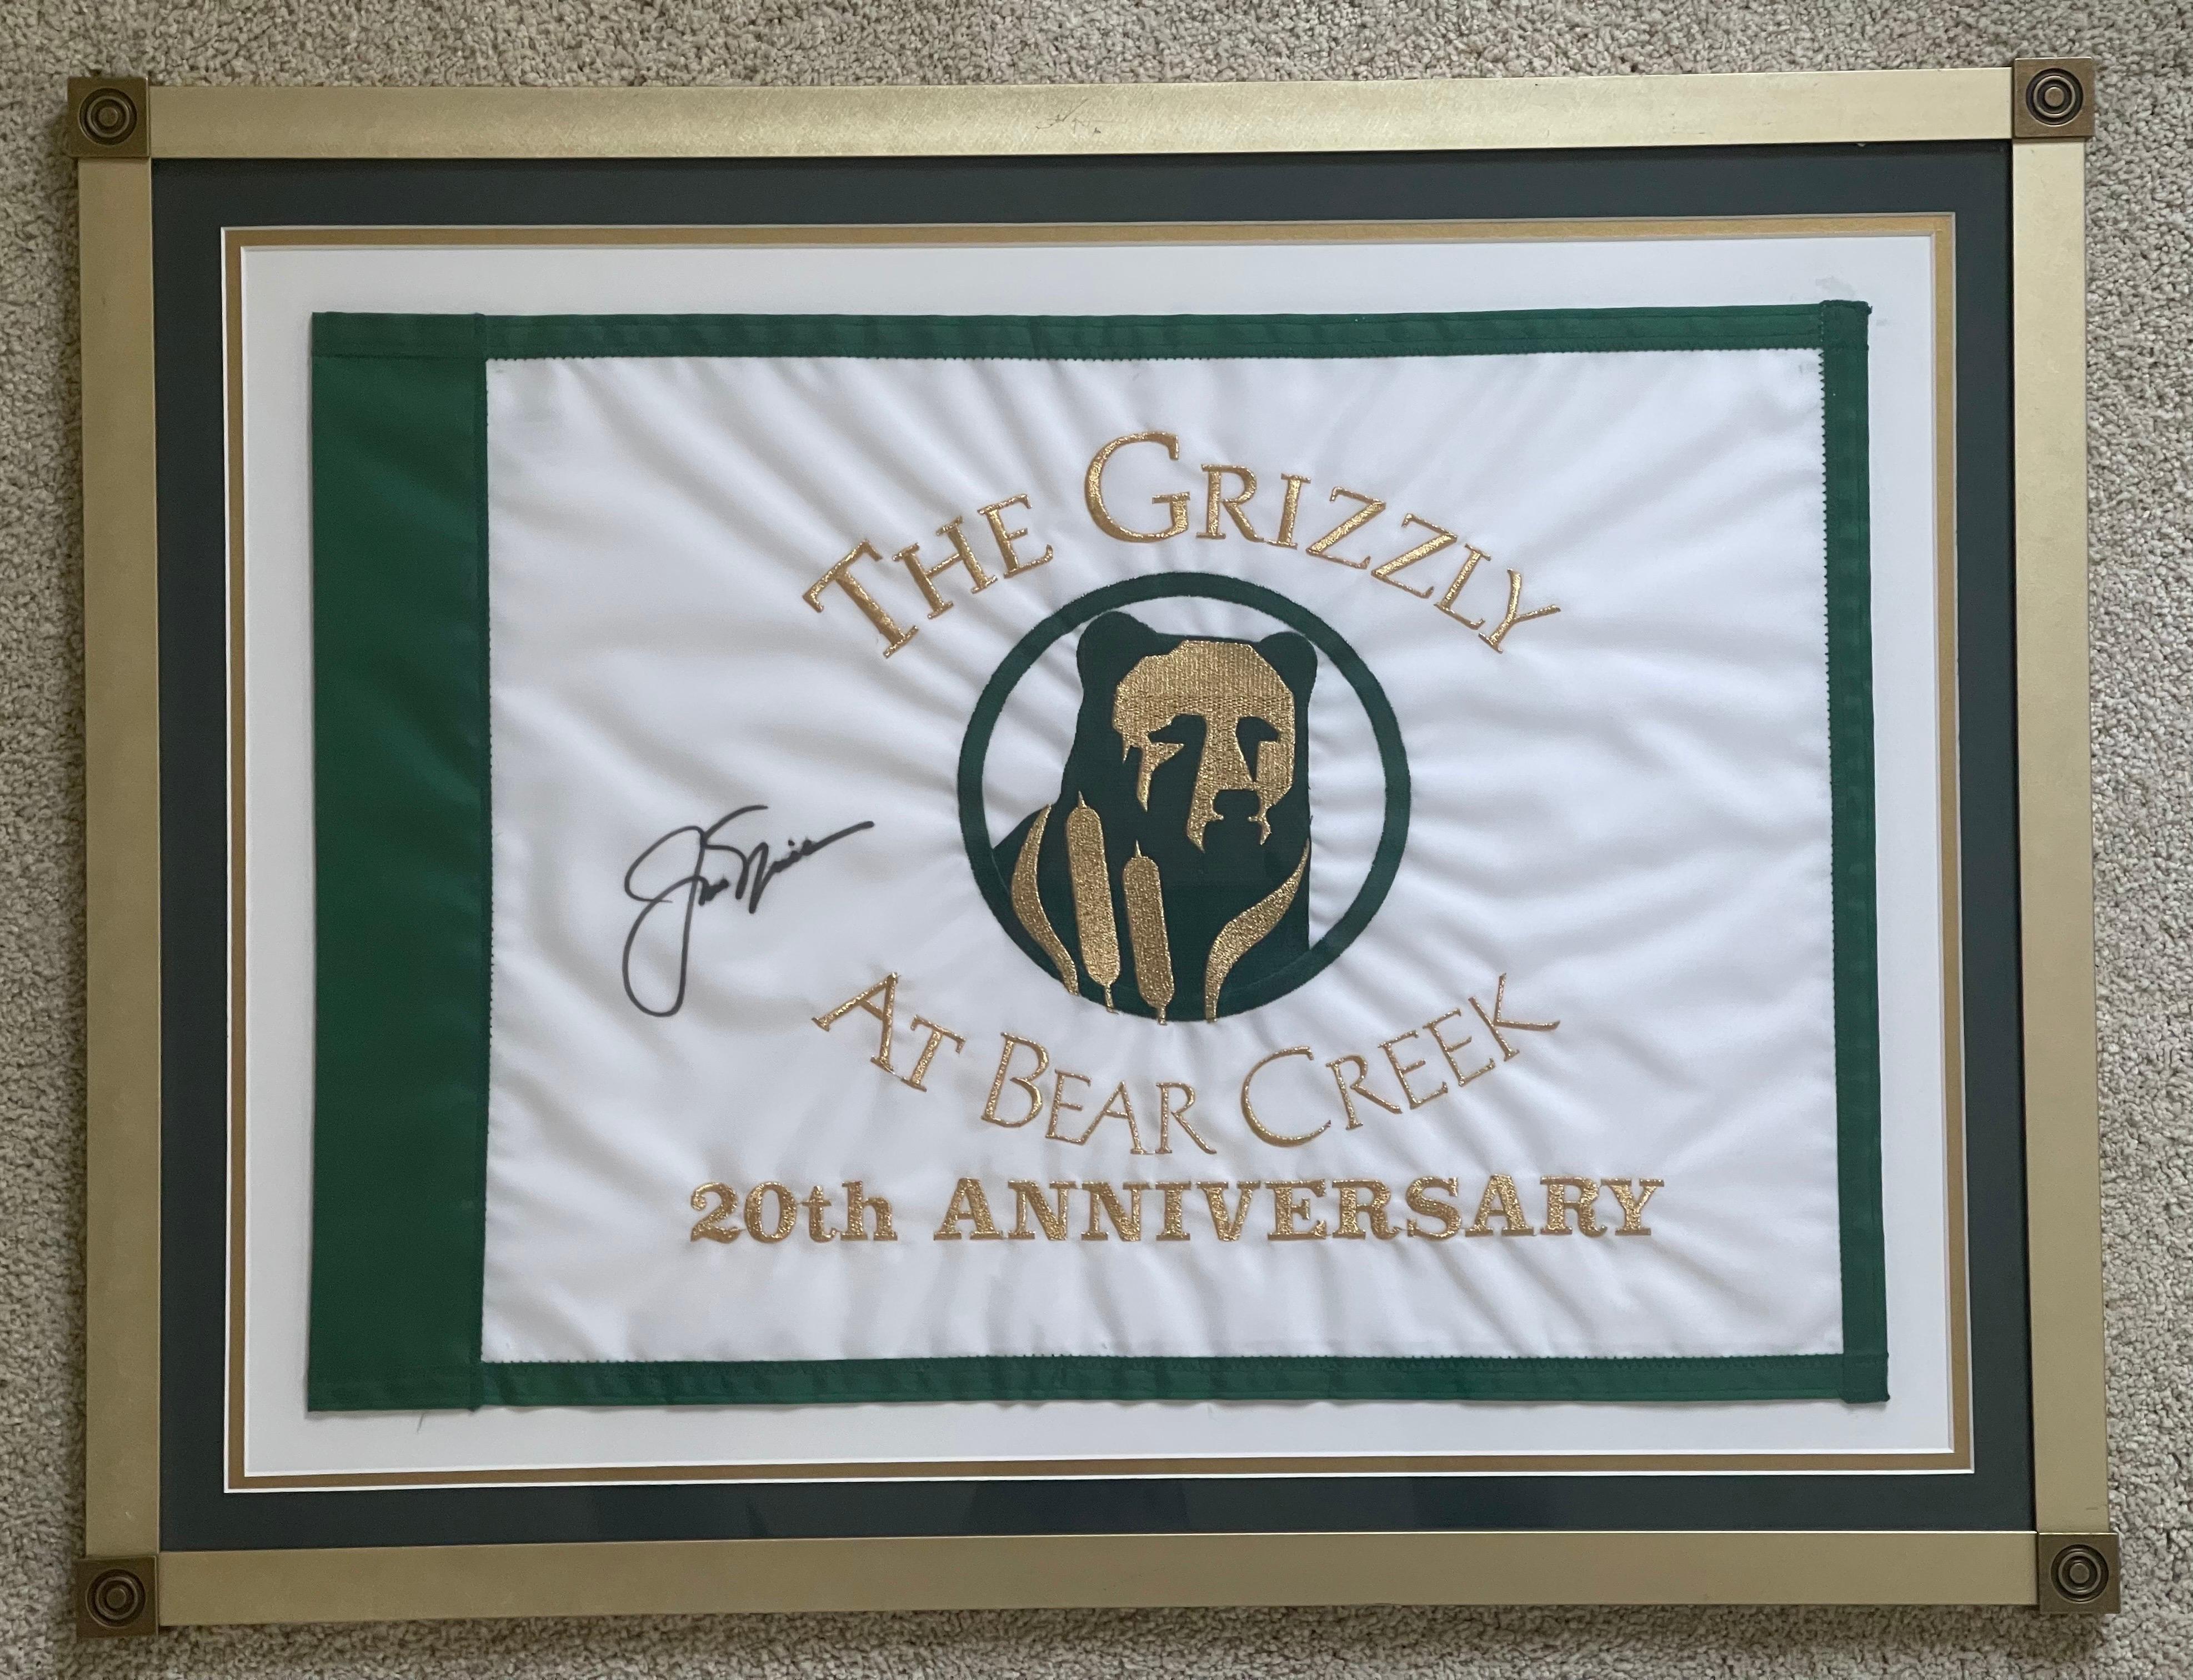 THE GRIZZLY
AT BEAR CREEK
20th ANNIVERSARY